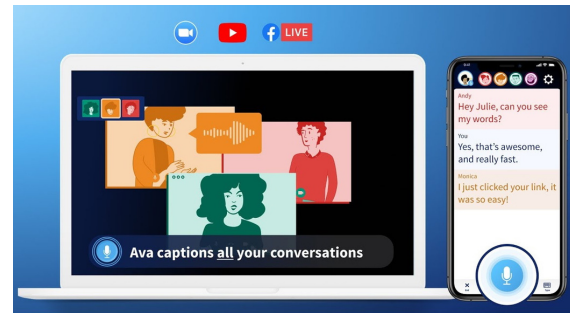 LIVE
Ava captions all your conversations
Andy
Hey Julie, can you see
my words?
You
Yes, that's awesome,
and really fast.
Monica
I just clicked your link, it
was so easy!